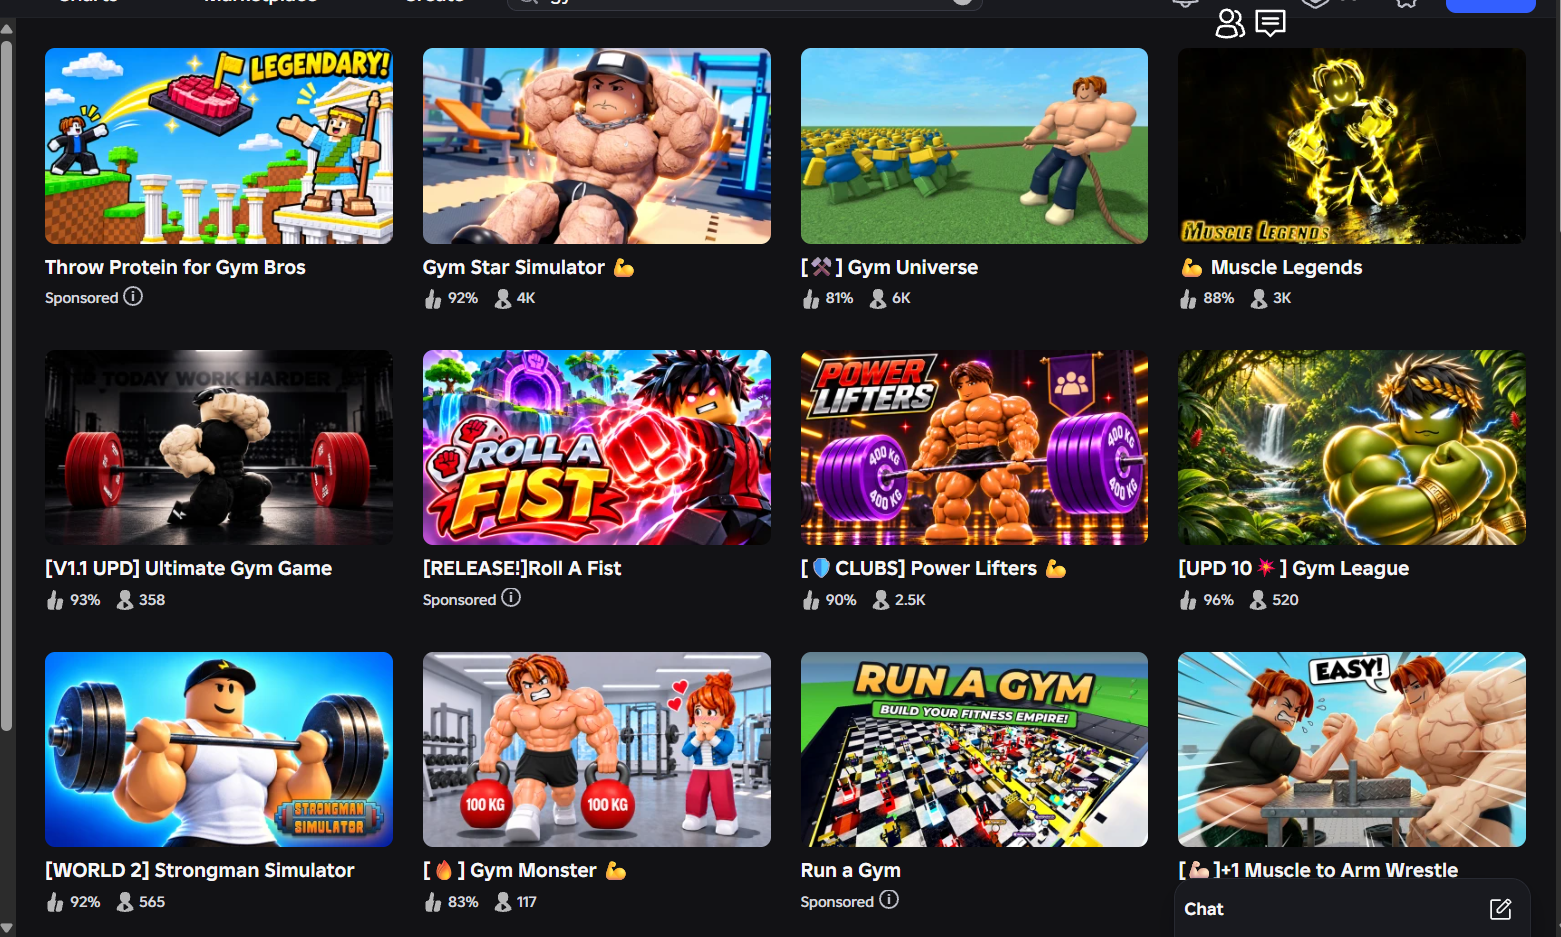 LEGENDARY!
MUSCLE LEGENDS
Throw Protein for Gym Bros
Gym Star Simulator 💪
[⚒️] Gym Universe
💪 Muscle Legends
Sponsored
92% 4K
81% 6K
88% 3K
TODAY WORK HARDER
ROLL A
FIST
POWER
LIFTERS
400 KG
400 KG
400 KG
400 KG
[V1.1 UPD] Ultimate Gym Game
[RELEASE!]Roll A Fist
[🛡️CLUBS] Power Lifters 💪
[UPD 10💥] Gym League
93% 358
Sponsored
90% 2.5K
96% 520
STRONGMAN
SIMULATOR
100 KG
100 KG
RUN A GYM
BUILD YOUR FITNESS EMPIRE!
EASY!
[WORLD 2] Strongman Simulator
[🔥] Gym Monster 💪
Run a Gym
[💪🏻]+1 Muscle to Arm Wrestle
92% 565
83% 117
Sponsored
Chat